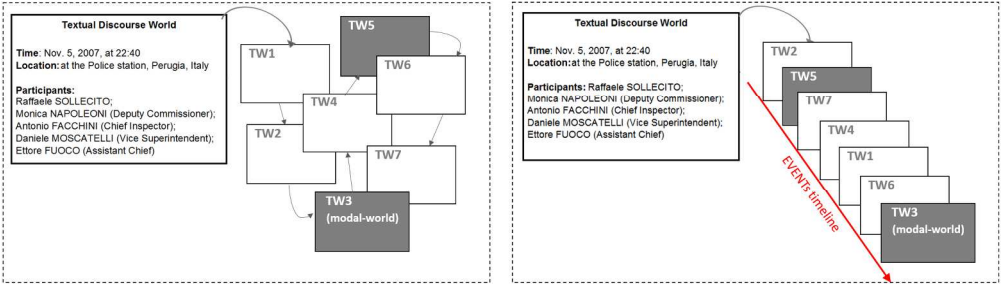 Textual Discourse World
Time: Nov. 5, 2007, at 22:40
Location: at the Police station, Perugia, Italy
Participants:
Raffaele SOLLECITO;
Monica NAPOLEONI (Deputy Commissioner);
Antonio FACCHINI (Chief Inspector);
Daniele MOSCATELLI (Vice Superintendent);
Ettore FUOCO (Assistant Chief)
TW5
TW1
TW6
TW4
TW2
TW7
TW3
(modal-world)
Textual Discourse World
Time: Nov. 5, 2007, at 22:40
Location: at the Police station, Perugia, Italy
Participants: Raffaele SOLLECITO;
Monica NAPOLEONI (Deputy Commissioner);
Antonio FACCHINI (Chief Inspector);
Daniele MOSCATELLI (Vice Superintendent);
Ettore FUOCO (Assistant Chief)
TW2
TW5
TW7
TW4
TW1
TW6
TW3
(modal-world)
EVENTs timeline